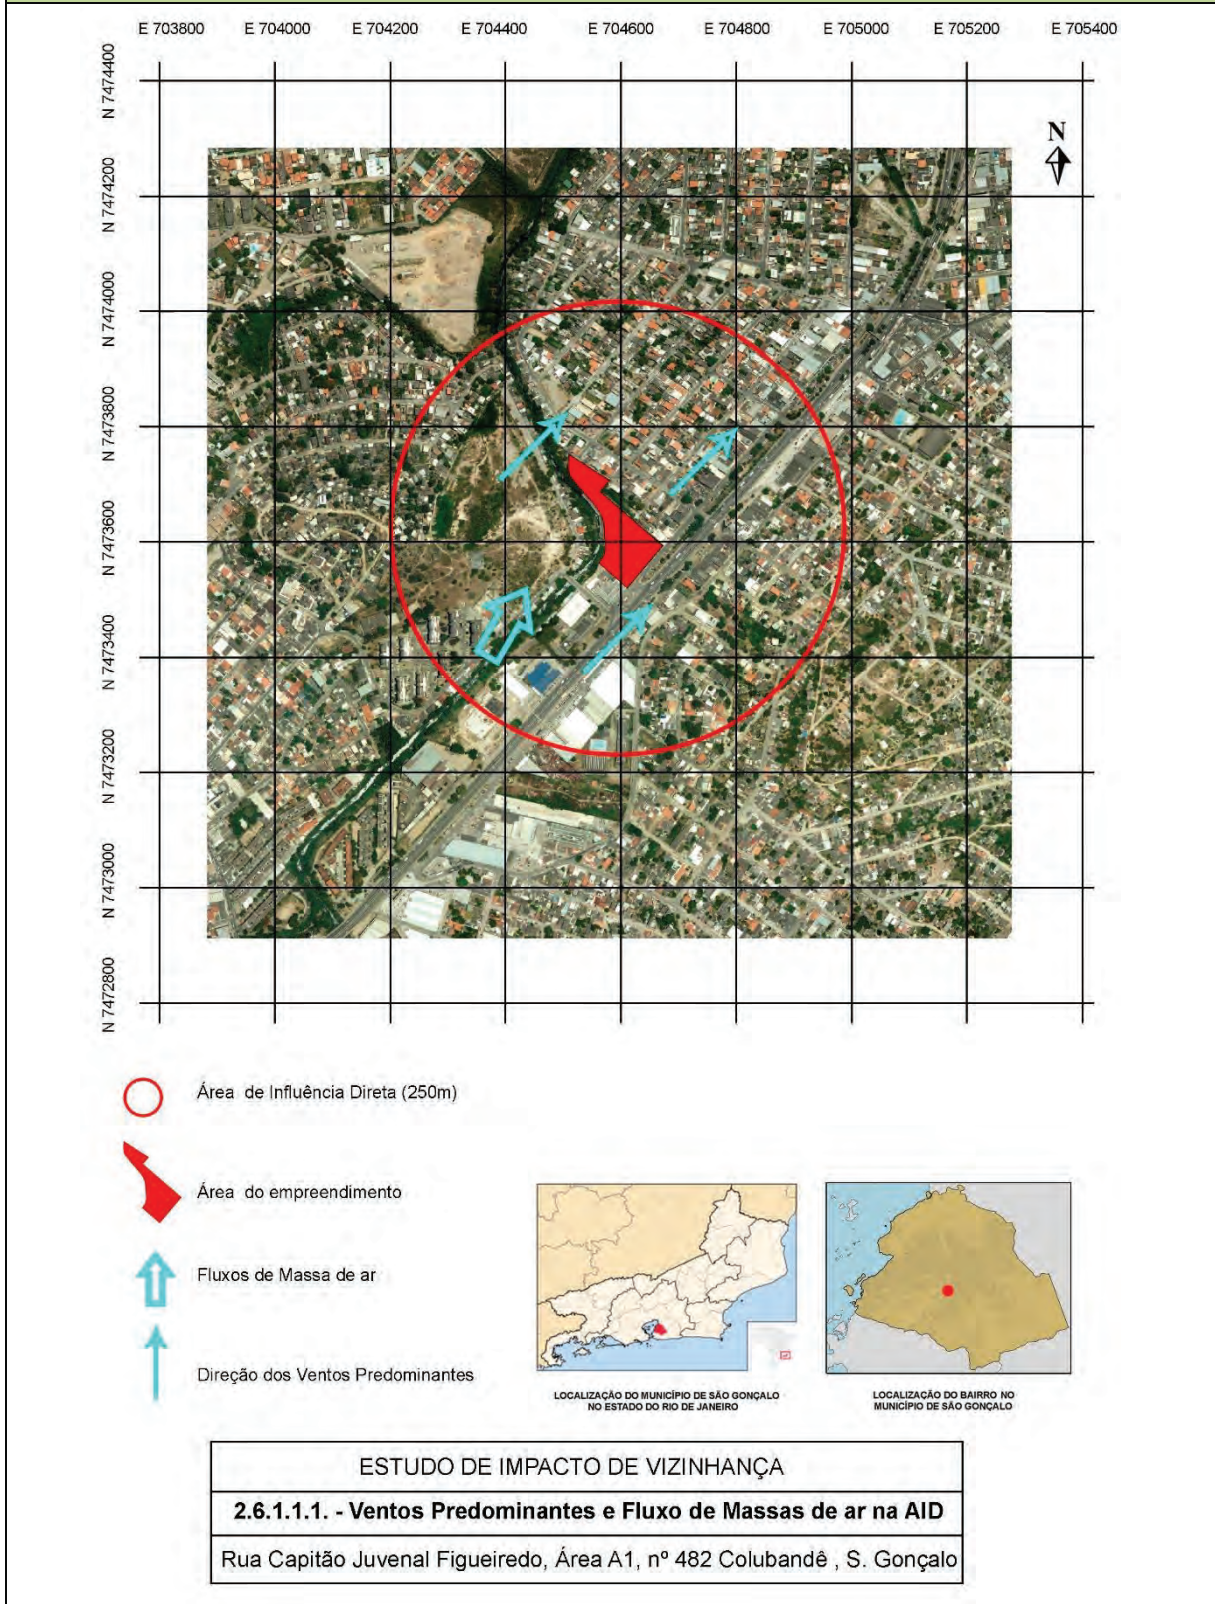 E 703800 E 704000 E 704200 E 704400 E 704600 E 704800 E 705000 E 705200 E 705400
N 7474400
N 7474200
N 7474000
N 7473800
N 7473600
N 7473400
N 7473200
N 7473000
N 7472800
N
Área de Influência Direta (250m)
Área do empreendimento
Fluxos de Massa de ar
Direção dos Ventos Predominantes
LOCALIZAÇÃO DO MUNICÍPIO DE SÃO GONÇALO
NO ESTADO DO RIO DE JANEIRO
LOCALIZAÇÃO DO BAIRRO NO
MUNICÍPIO DE SÃO GONÇALO
ESTUDO DE IMPACTO DE VIZINHANÇA
2.6.1.1.1. - Ventos Predominantes e Fluxo de Massas de ar na AID
Rua Capitão Juvenal Figueiredo, Área A1, nº 482 Colubandê , S. Gonçalo